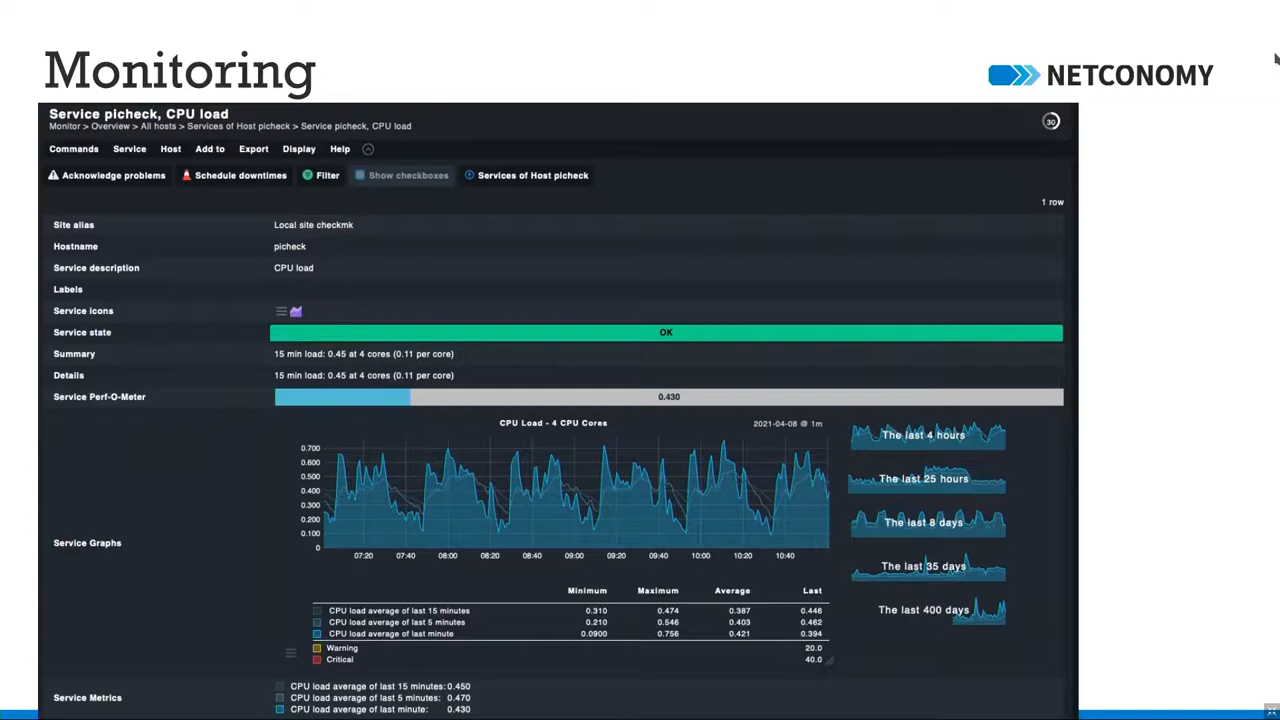 Monitoring
NETCONOMY
Service picheck, CPU load
Monitor > Overview > All hosts > Services of Host picheck > Service picheck, CPU load
30
Commands Service Host Add to Export Display Help
Acknowledge problems Schedule downtimes Filter Show checkboxes Services of Host picheck
1 row
Site alias Local site checkmk
Hostname picheck
Service description CPU load
Labels
Service icons
Service state OK
Summary 15 min load: 0.45 at 4 cores (0.11 per core)
Details 15 min load: 0.45 at 4 cores (0.11 per core)
Service Perf-O-Meter 0.430
Service Graphs
CPU Load - 4 CPU Cores 2021-04-08 @ 1m
0.700
0.600
0.500
0.400
0.300
0.200
0.100
0
07:20 07:40 08:00 08:20 08:40 09:00 09:20 09:40 10:00 10:20 10:40
The last 4 hours
The last 25 hours
The last 8 days
The last 35 days
The last 400 days
Minimum Maximum Average Last
CPU load average of last 15 minutes 0.310 0.474 0.387 0.446
CPU load average of last 5 minutes 0.210 0.546 0.403 0.462
CPU load average of last minute 0.0900 0.756 0.421 0.394
Warning 20.0
Critical 40.0
Service Metrics
CPU load average of last 15 minutes: 0.450
CPU load average of last 5 minutes: 0.470
CPU load average of last minute: 0.430